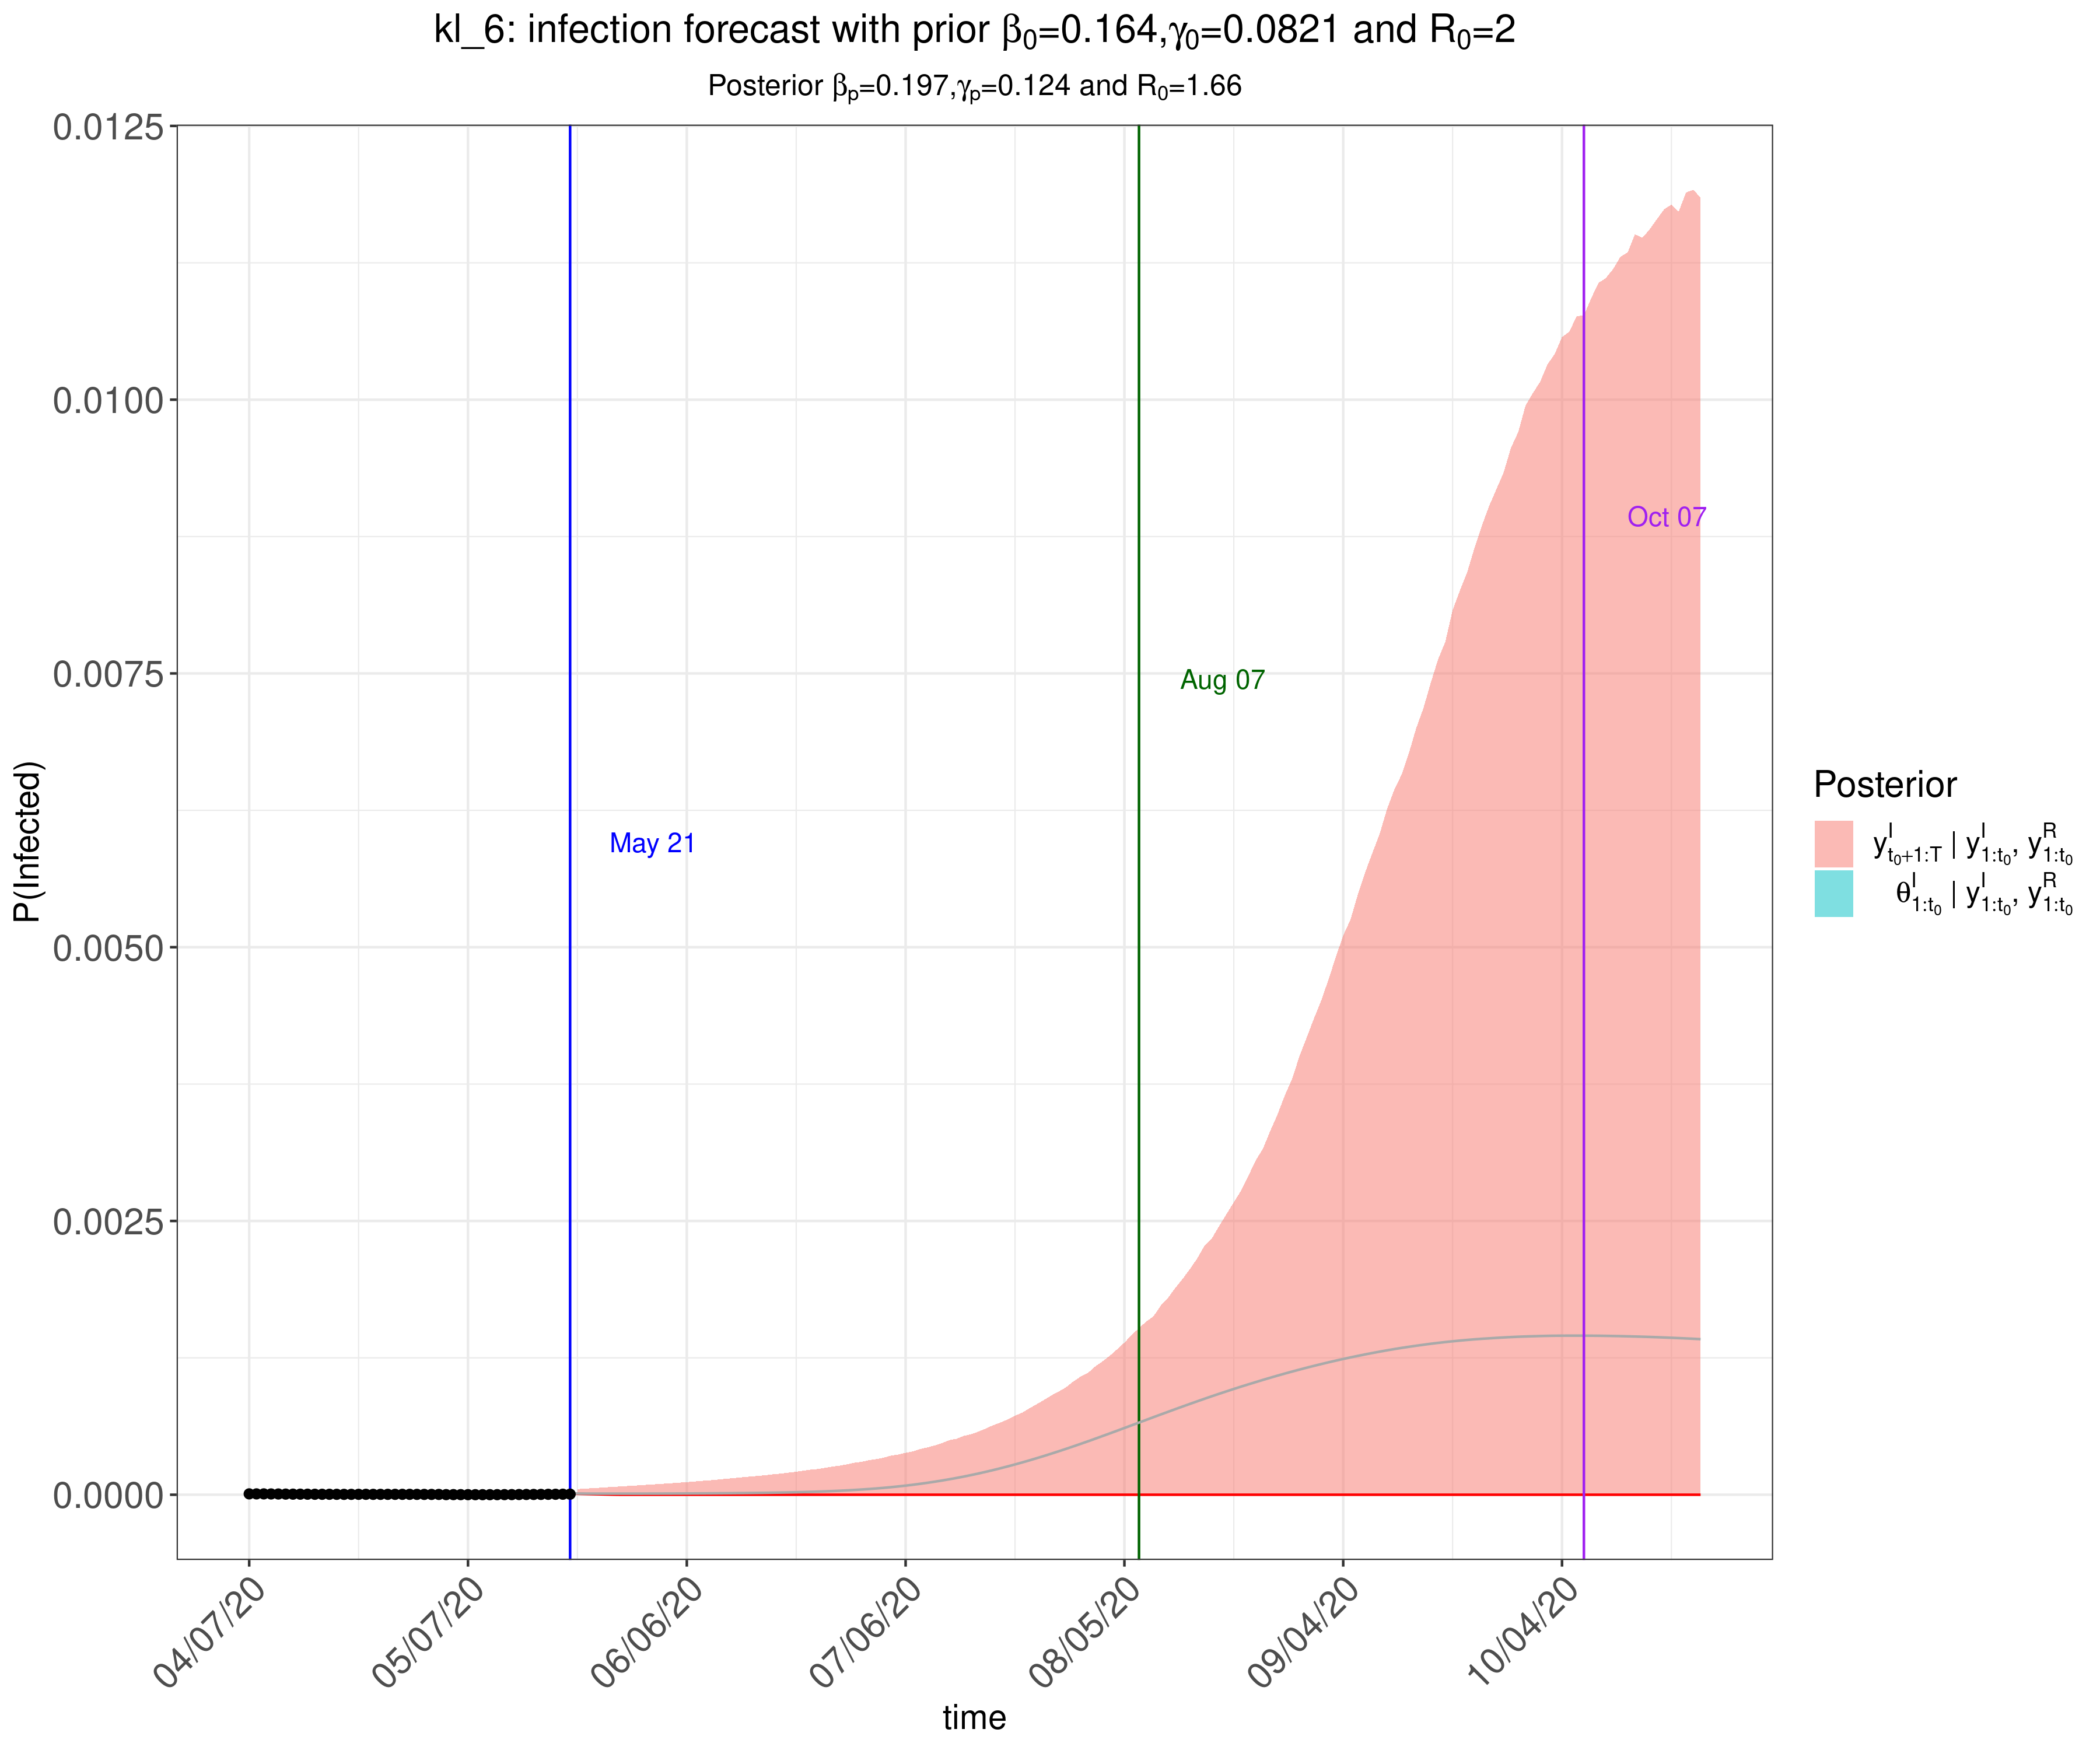 kl_6: infection forecast with prior β₀=0.164,γ₀=0.0821 and R₀=2
Posterior βₚ=0.197,γₚ=0.124 and R₀=1.66
0.0125
0.0100
0.0075
0.0050
0.0025
0.0000
P(Infected)
May 21
Aug 07
Oct 07
04/07/20
05/07/20
06/06/20
07/06/20
08/05/20
09/04/20
10/04/20
time
Posterior
y^I_{t₀+1:T} | y^I_{1:t₀}, y^R_{1:t₀}
θ^I_{1:t₀} | y^I_{1:t₀}, y^R_{1:t₀}